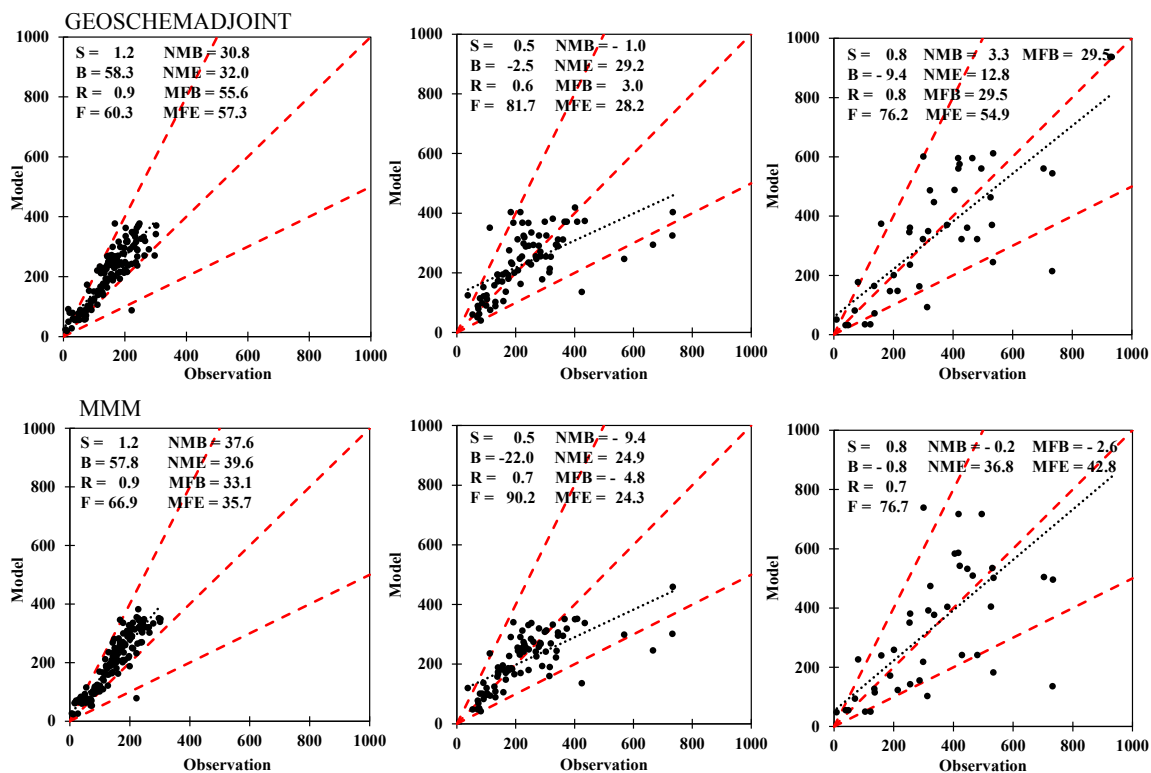 GEOSCHEMADJOINT
S = 1.2 NMB = 30.8
B = 58.3 NME = 32.0
R = 0.9 MFB = 55.6
F = 60.3 MFE = 57.3
1000
800
600
400
200
0
Model
0 200 400 600 800 1000
Observation
S = 0.5 NMB = - 1.0
B = -2.5 NME = 29.2
R = 0.6 MFB = 3.0
F = 81.7 MFE = 28.2
1000
800
600
400
200
0
Model
0 200 400 600 800 1000
Observation
S = 0.8 NMB = 3.3 MFB = 29.5
B = - 9.4 NME = 12.8
R = 0.8 MFB = 29.5
F = 76.2 MFE = 54.9
1000
800
600
400
200
0
Model
0 200 400 600 800 1000
Observation
MMM
S = 1.2 NMB = 37.6
B = 57.8 NME = 39.6
R = 0.9 MFB = 33.1
F = 66.9 MFE = 35.7
1000
800
600
400
200
0
Model
0 200 400 600 800 1000
Observation
S = 0.5 NMB = - 9.4
B = -22.0 NME = 24.9
R = 0.7 MFB = - 4.8
F = 90.2 MFE = 24.3
1000
800
600
400
200
0
Model
0 200 400 600 800 1000
Observation
S = 0.8 NMB = - 0.2 MFB = - 2.6
B = - 0.8 NME = 36.8 MFE = 42.8
R = 0.7
F = 76.7
1000
800
600
400
200
0
Model
0 200 400 600 800 1000
Observation